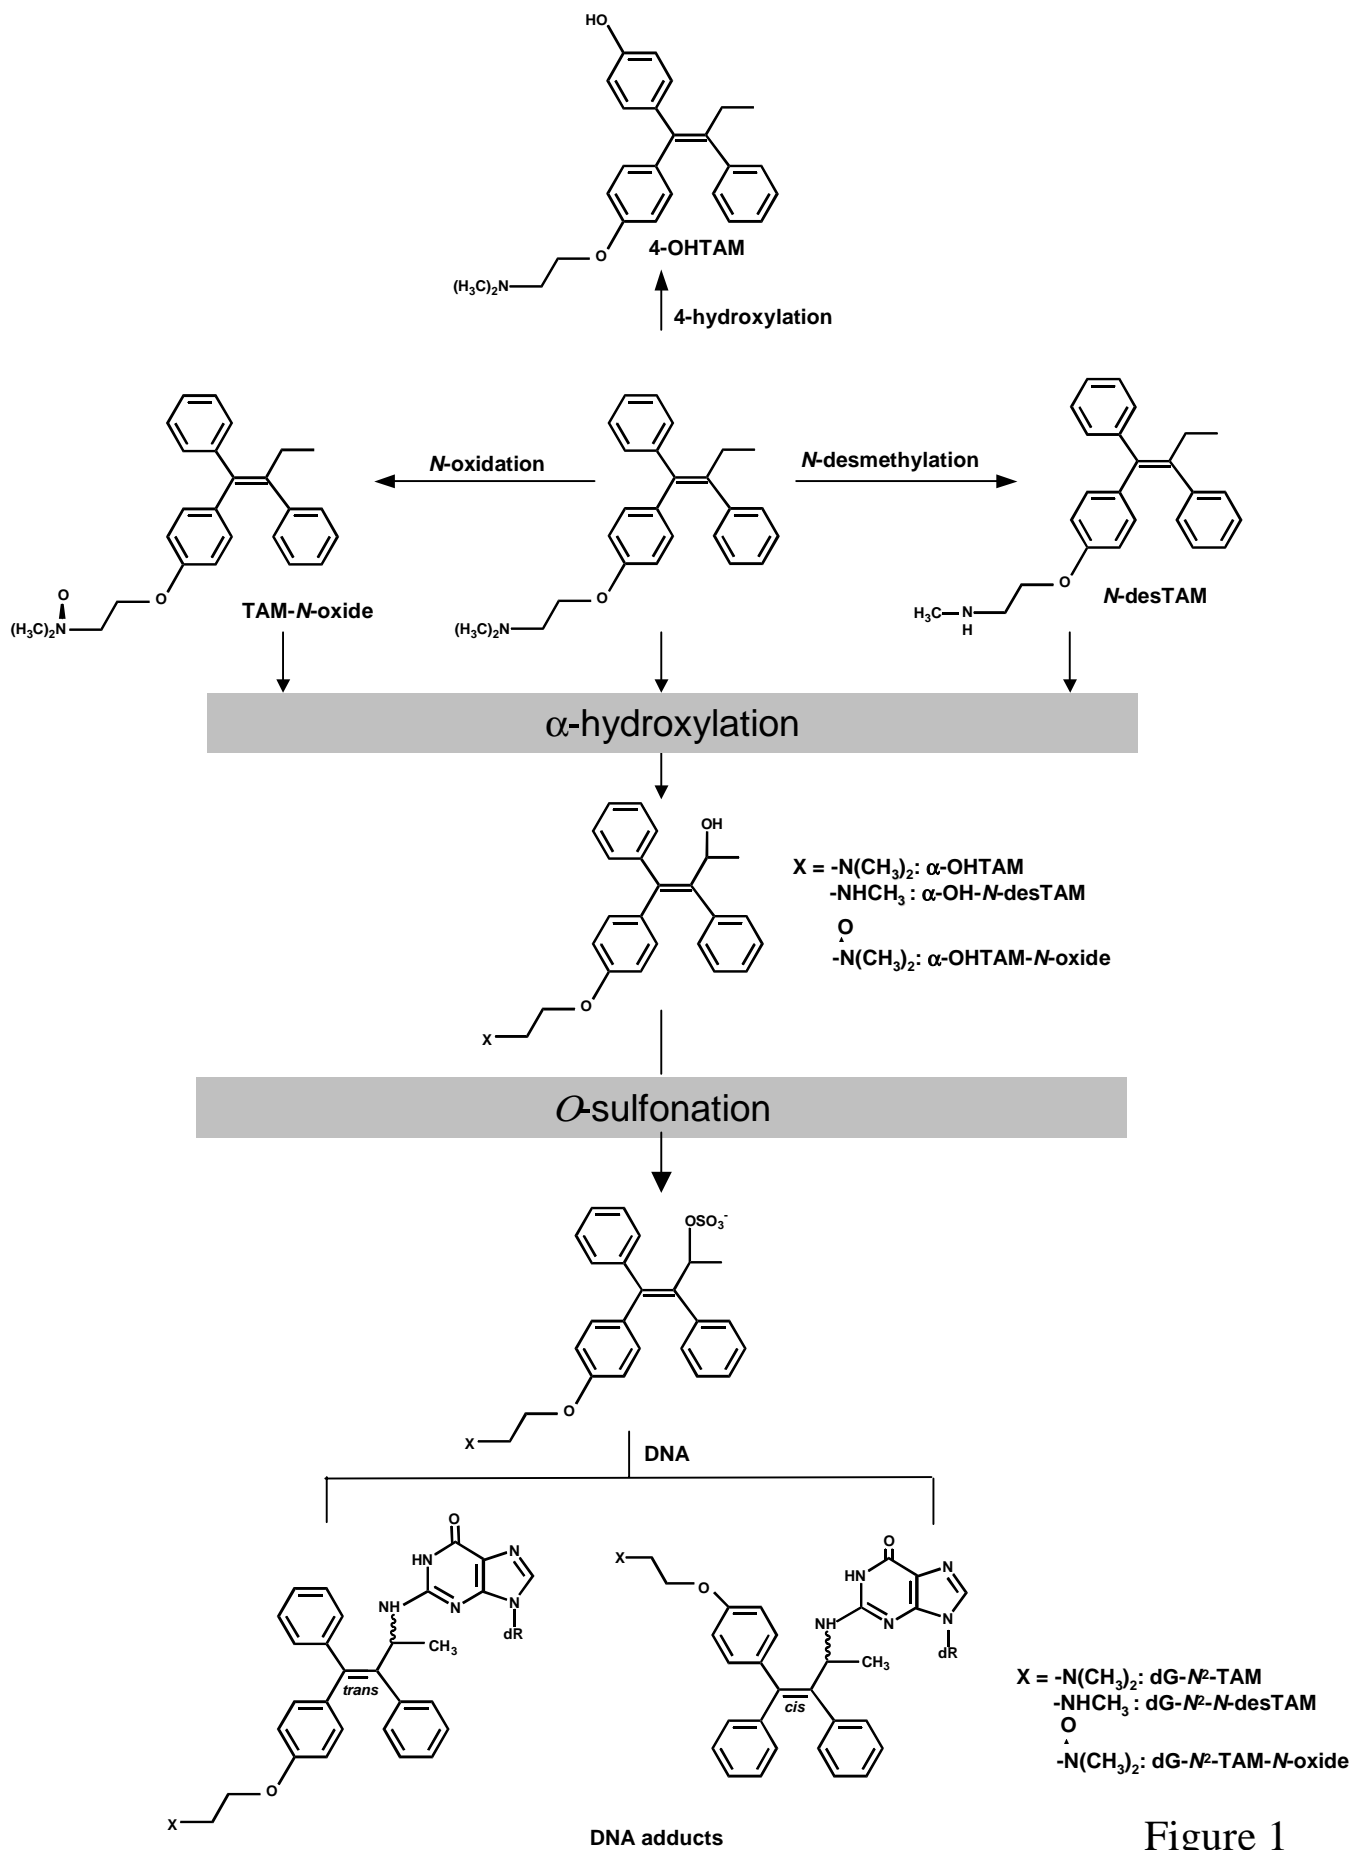 HO
O
4-OHTAM
(H₃C)₂N
4-hydroxylation
N-oxidation
N-desmethylation
O
O
(H₃C)₂N
TAM-N-oxide
O
(H₃C)₂N
O
N-desTAM
H₃C
N
H
α-hydroxylation
OH
O
X
X = -N(CH₃)₂: α-OHTAM
-NHCH₃ : α-OH-N-desTAM
O
-N(CH₃)₂: α-OHTAM-N-oxide
O-sulfonation
OSO₃⁻
O
X
DNA
O
HN
N
NH
N
N
dR
CH₃
trans
O
X
X
O
O
HN
N
NH
N
N
dR
CH₃
cis
X = -N(CH₃)₂: dG-N²-TAM
-NHCH₃ : dG-N²-N-desTAM
O
-N(CH₃)₂: dG-N²-TAM-N-oxide
DNA adducts
Figure 1